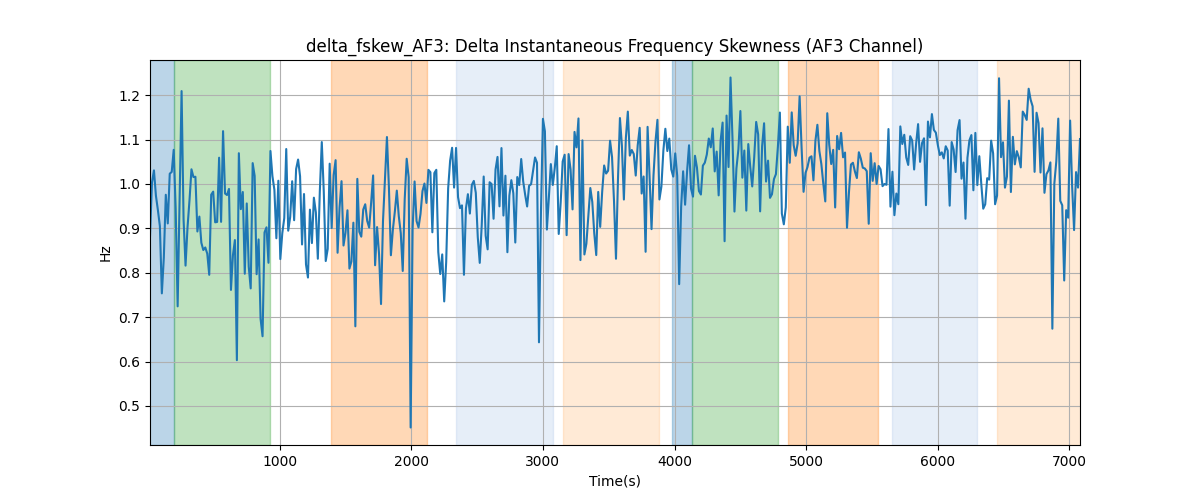 delta_fskew_AF3: Delta Instantaneous Frequency Skewness (AF3 Channel)
Hz
1.2
1.1
1.0
0.9
0.8
0.7
0.6
0.5
1000 2000 3000 4000 5000 6000 7000
Time(s)